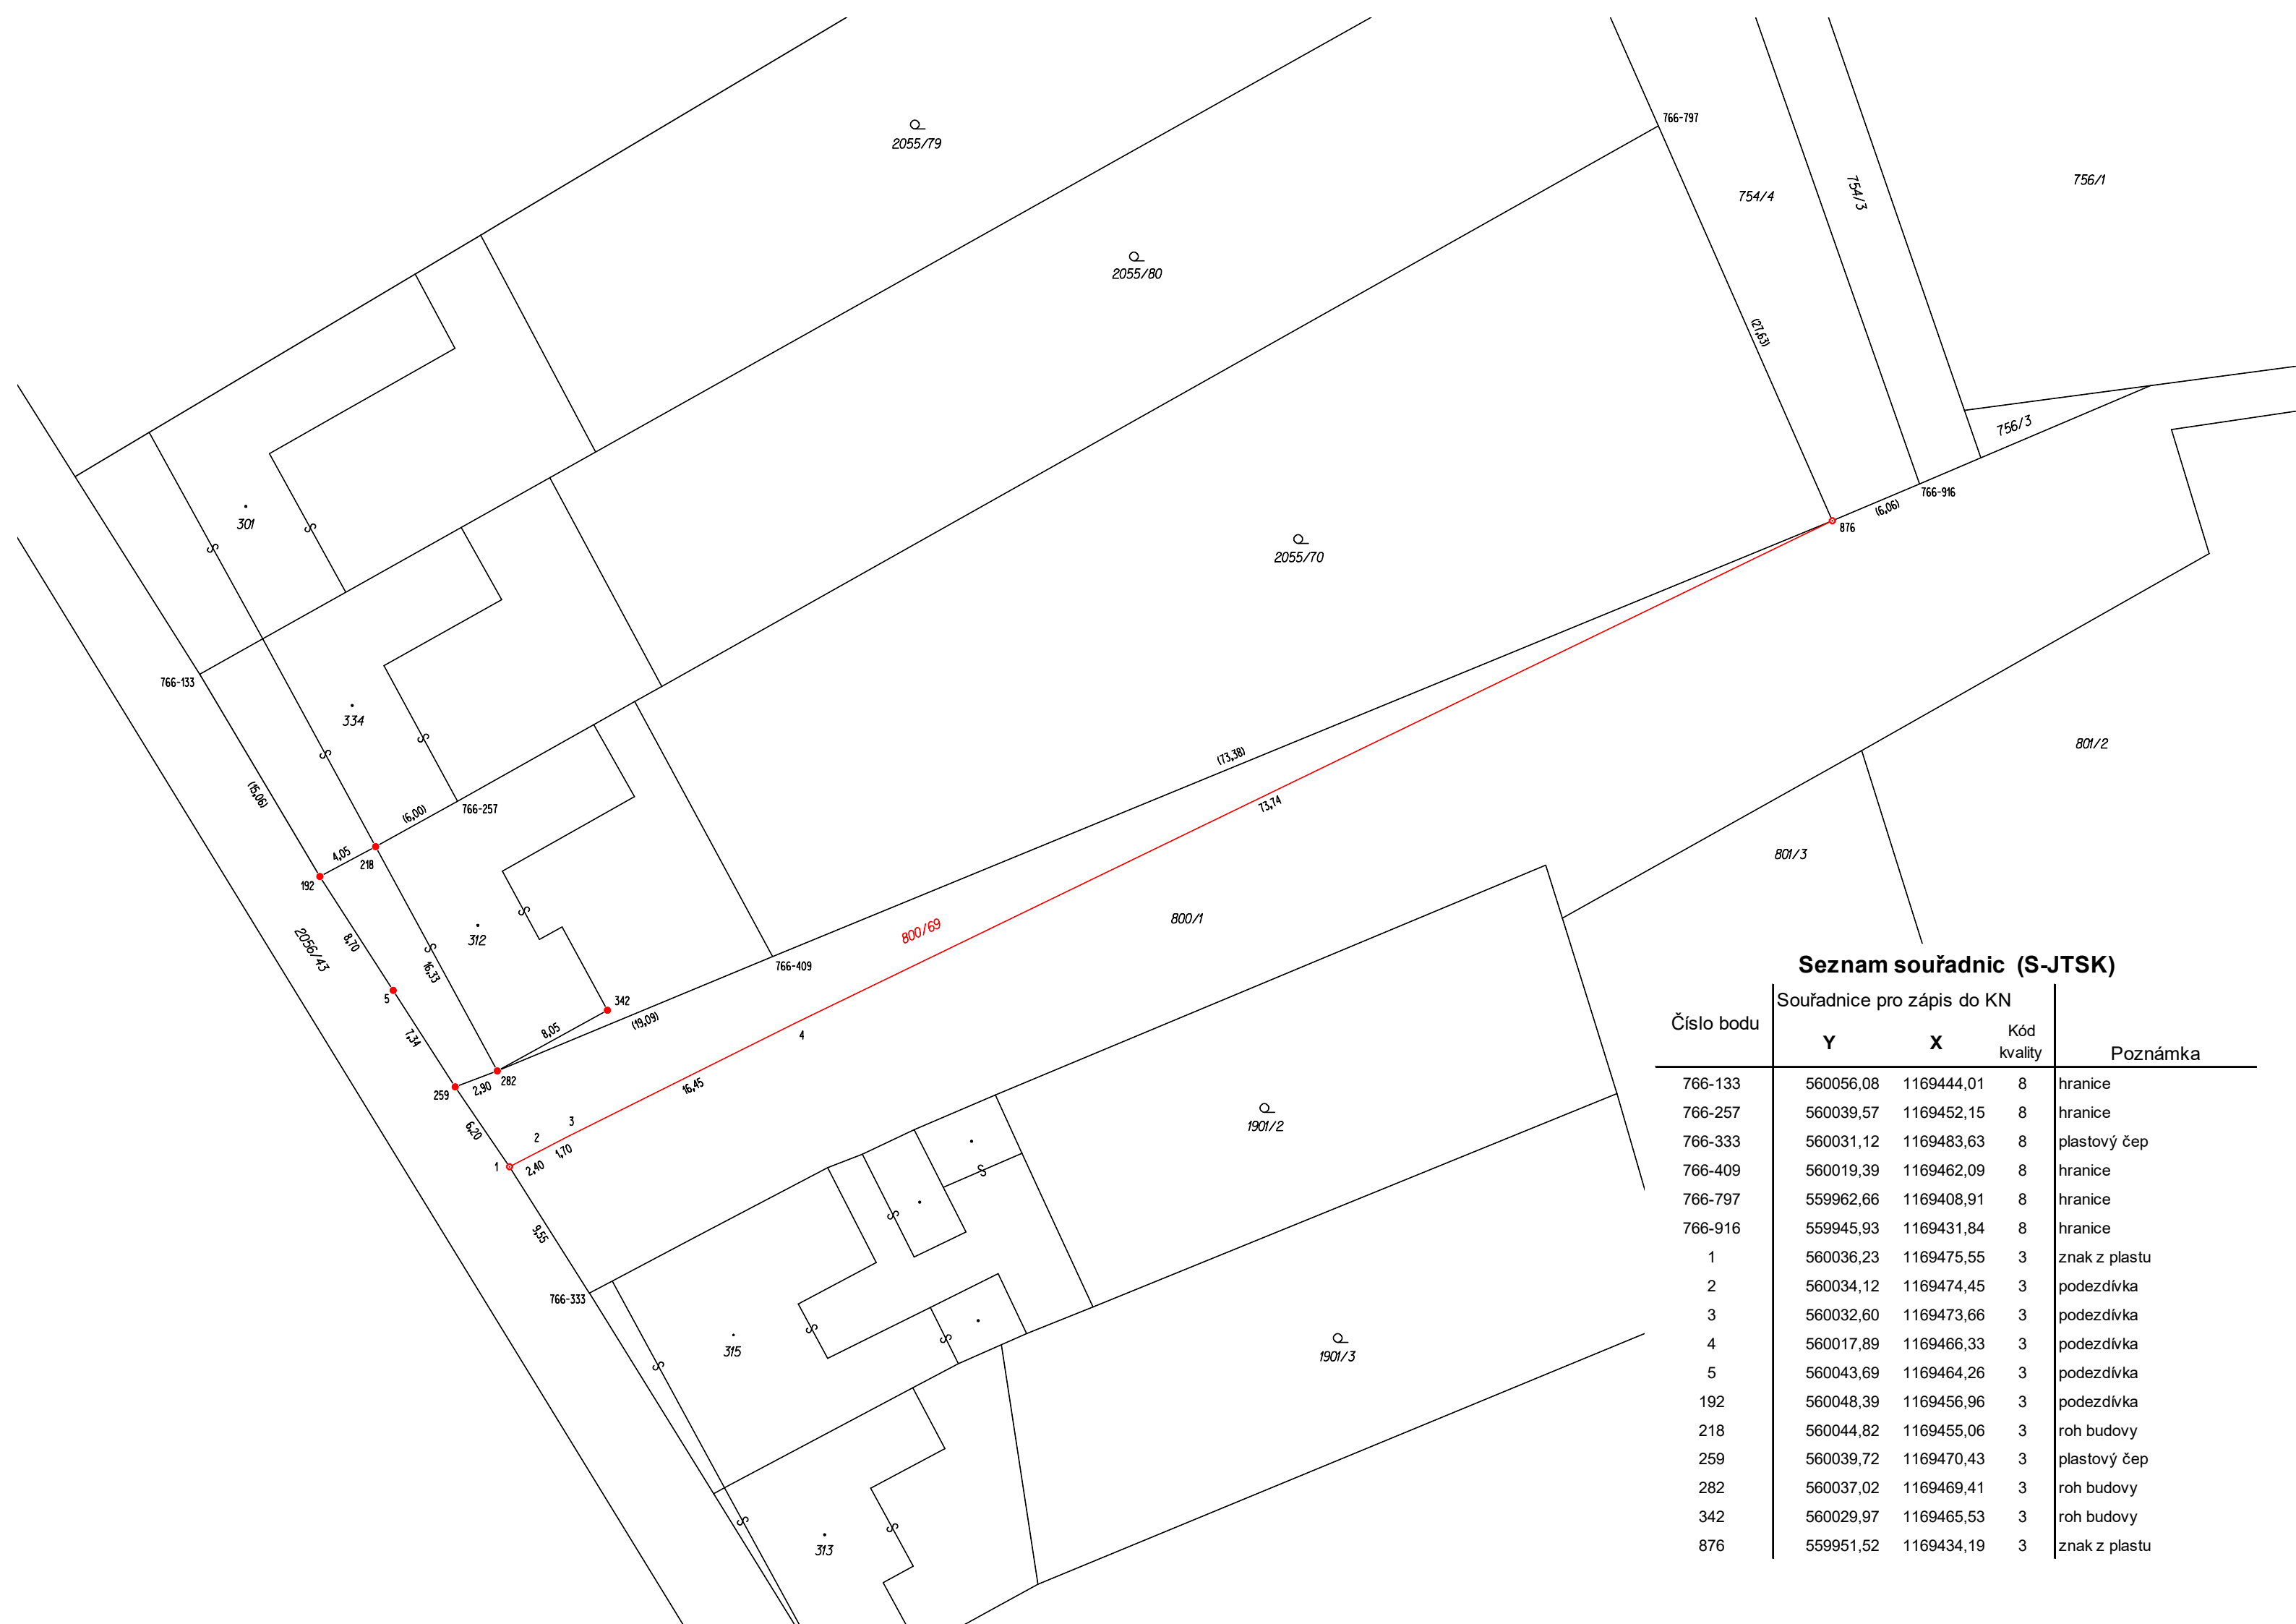 2055/79
766-797
756/1
754/4
754/3
2055/80
(27,63)
756/3
766-916
(6,06)
876
301
2055/70
766-133
334
(73,38)
801/2
(15,06)
(6,00)
766-257
73,74
4,05
218
801/3
192
800/69
800/1
8,70
2056/43
312
16,33
766-409
5
342
(19,09)
7,34
8,05
4
282
2,90
259
16,45
6,20
2
3
1
2,40
1,70
1901/2
9,55
766-333
315
1901/3
313
Seznam souřadnic (S-JTSK)
Číslo bodu
Souřadnice pro zápis do KN
Y X Kód kvality Poznámka
766-133 560056,08 1169444,01 8 hranice
766-257 560039,57 1169452,15 8 hranice
766-333 560031,12 1169483,63 8 plastový čep
766-409 560019,39 1169462,09 8 hranice
766-797 559962,66 1169408,91 8 hranice
766-916 559945,93 1169431,84 8 hranice
1 560036,23 1169475,55 3 znak z plastu
2 560034,12 1169474,45 3 podezdívka
3 560032,60 1169473,66 3 podezdívka
4 560017,89 1169466,33 3 podezdívka
5 560043,69 1169464,26 3 podezdívka
192 560048,39 1169456,96 3 podezdívka
218 560044,82 1169455,06 3 roh budovy
259 560039,72 1169470,43 3 plastový čep
282 560037,02 1169469,41 3 roh budovy
342 560029,97 1169465,53 3 roh budovy
876 559951,52 1169434,19 3 znak z plastu